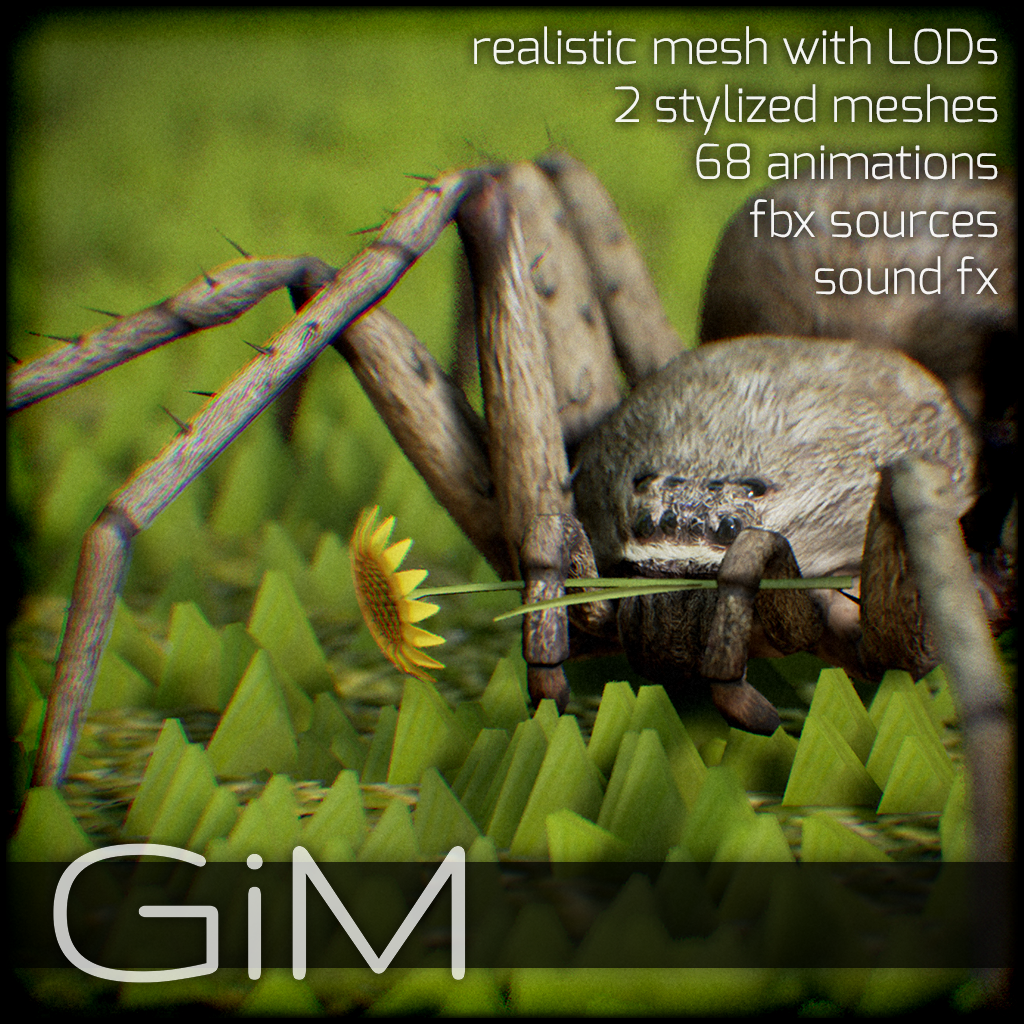 realistic mesh with LODs
2 stylized meshes
68 animations
fbx sources
sound fx
GiM